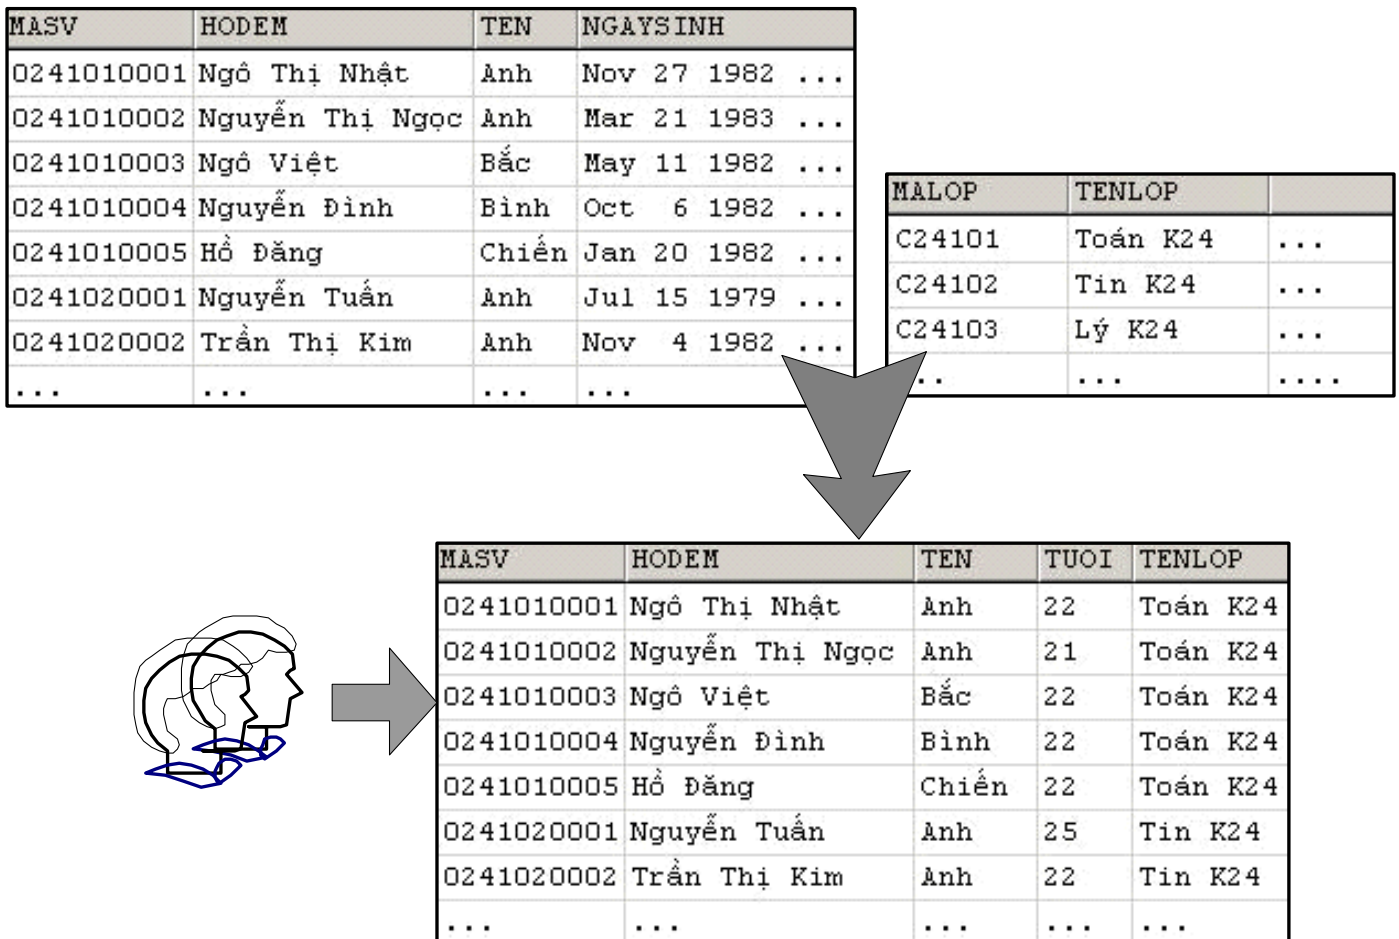 MASV HODEM TEN NGAYSINH
0241010001 Ngô Thị Nhật Anh Nov 27 1982 ...
0241010002 Nguyễn Thị Ngọc Anh Mar 21 1983 ...
0241010003 Ngô Việt Bắc May 11 1982 ...
0241010004 Nguyễn Đình Bình Oct 6 1982 ...
0241010005 Hồ Đăng Chiến Jan 20 1982 ...
0241020001 Nguyễn Tuấn Anh Jul 15 1979 ...
0241020002 Trần Thị Kim Anh Nov 4 1982 ...
... ... ... ...
MALOP TENLOP
C24101 Toán K24 ...
C24102 Tin K24 ...
C24103 Lý K24 ...
... ... ....
MASV HODEM TEN TUOI TENLOP
0241010001 Ngô Thị Nhật Anh 22 Toán K24
0241010002 Nguyễn Thị Ngọc Anh 21 Toán K24
0241010003 Ngô Việt Bắc 22 Toán K24
0241010004 Nguyễn Đình Bình 22 Toán K24
0241010005 Hồ Đăng Chiến 22 Toán K24
0241020001 Nguyễn Tuấn Anh 25 Tin K24
0241020002 Trần Thị Kim Anh 22 Tin K24
... ... ... ... ...